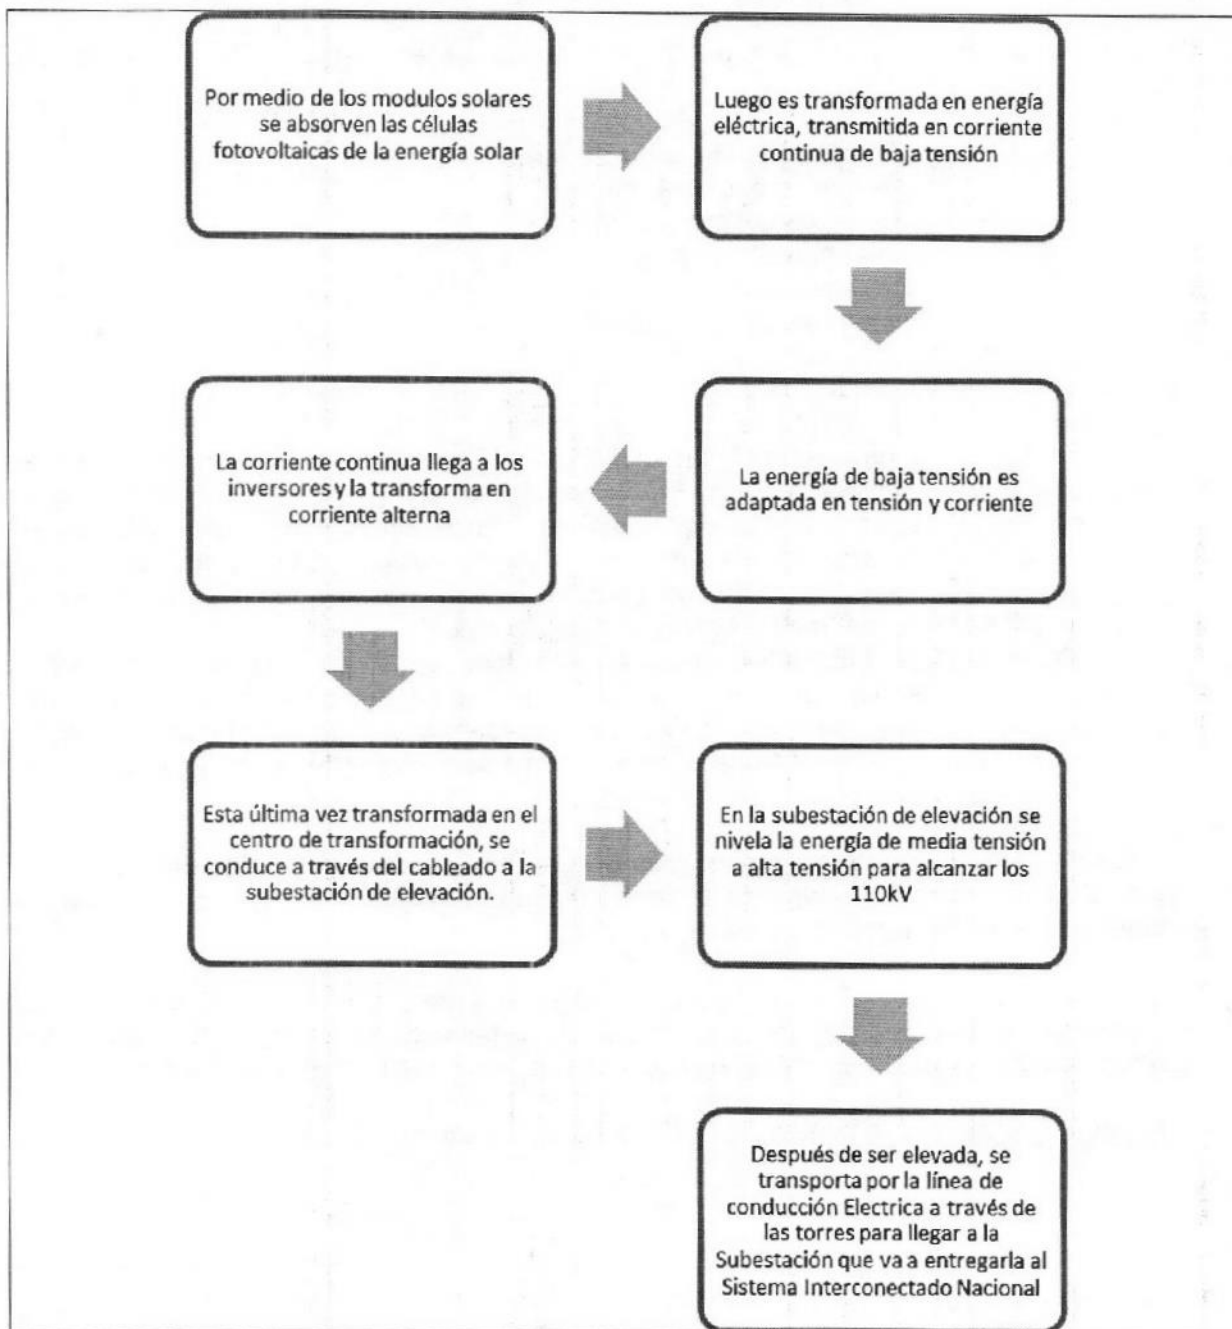 Por medio de los modulos solares
se absorven las células
fotovoltaicas de la energía solar
Luego es transformada en energía
eléctrica, transmitida en corriente
continua de baja tensión
La energía de baja tensión es
adaptada en tensión y corriente
La corriente continua llega a los
inversores y la transforma en
corriente alterna
Esta última vez transformada en el
centro de transformación, se
conduce a través del cableado a la
subestación de elevación.
En la subestación de elevación se
nivela la energía de media tensión
a alta tensión para alcanzar los
110kV
Después de ser elevada, se
transporta por la línea de
conducción Electrica a través de
las torres para llegar a la
Subestación que va a entregarla al
Sistema Interconectado Nacional